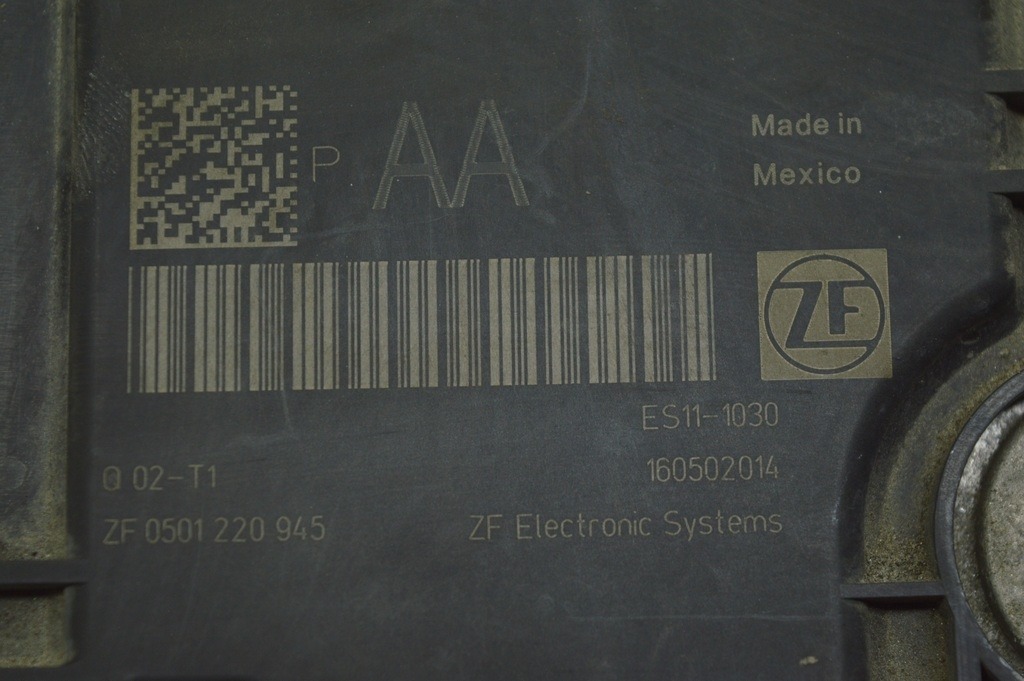 P AA
Made in
Mexico
ZF
ES11-1030
02-T1
160502014
ZF 0501 220 945
ZF Electronic Systems